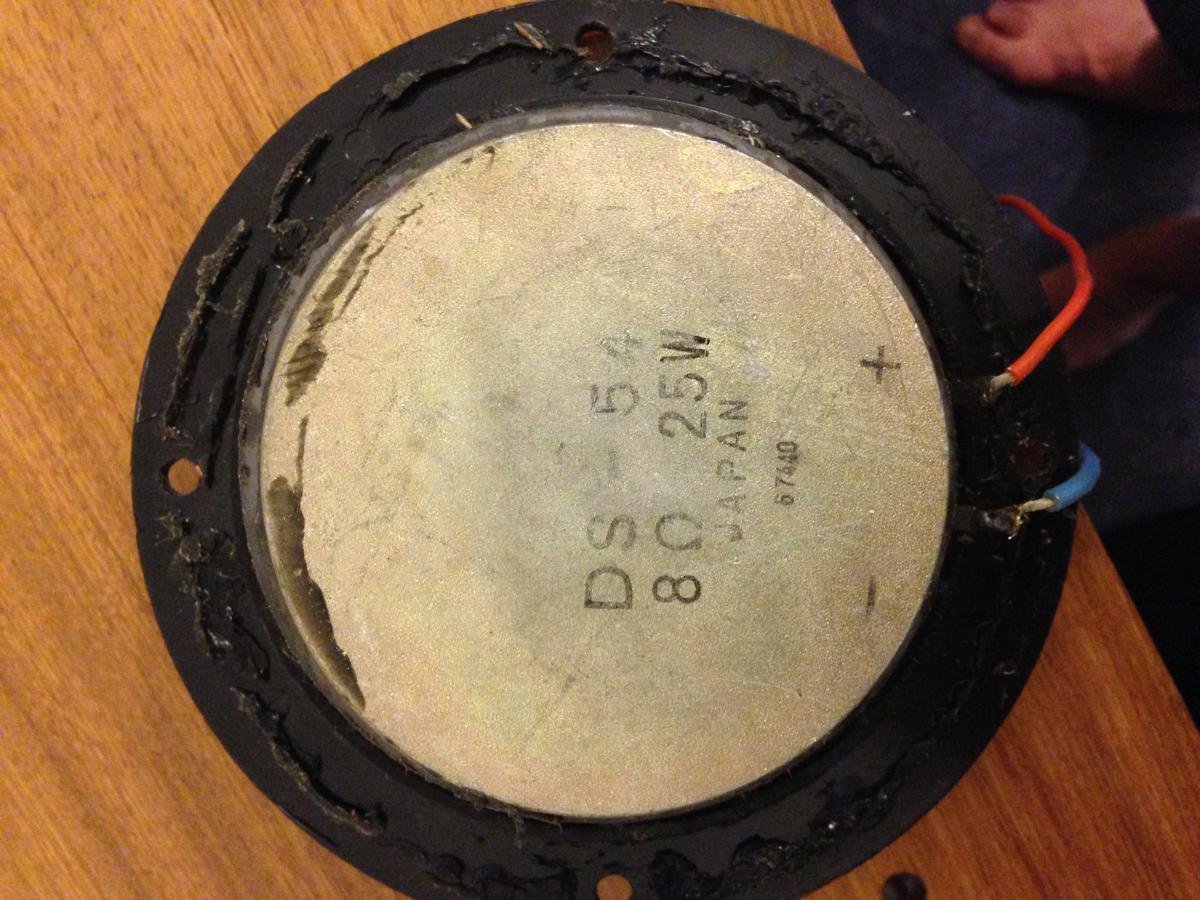 DS-54
8Ω 25W
JAPAN
67440
+
-